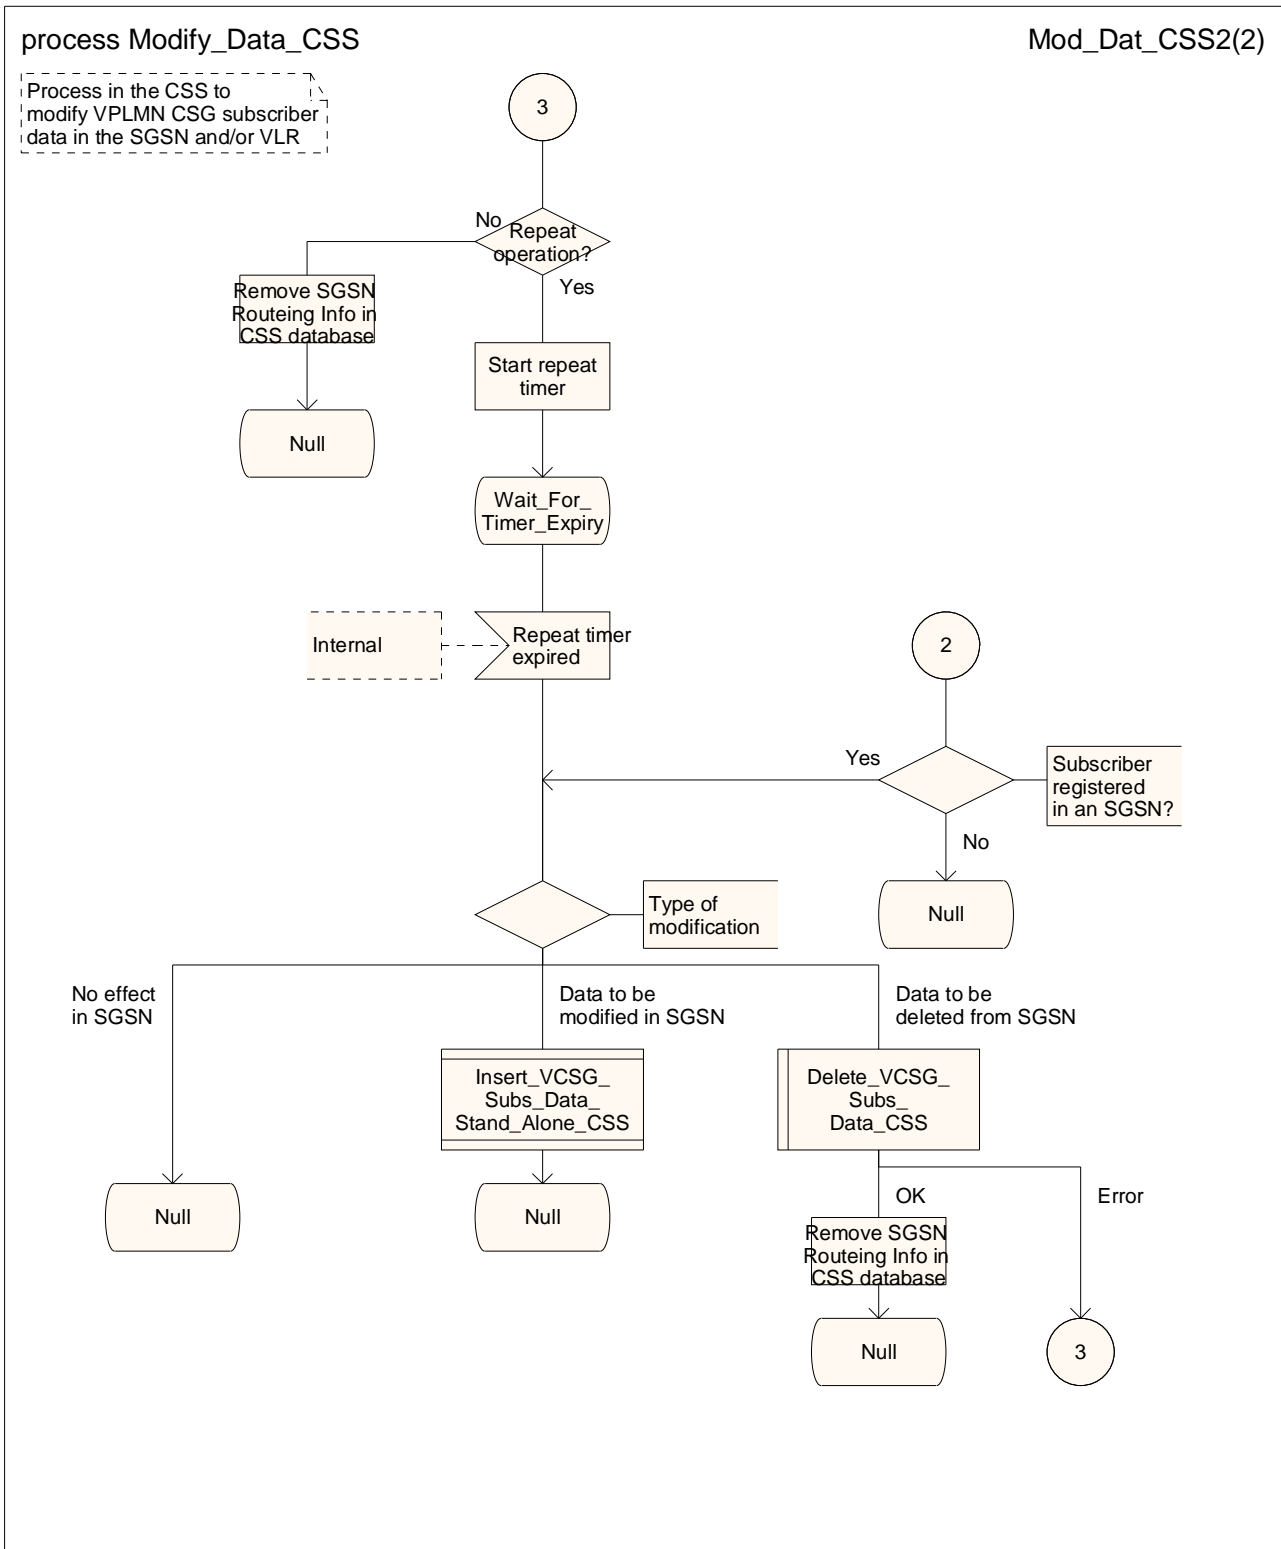 process Modify_Data_CSS
Mod_Dat_CSS2(2)
Process in the CSS to
modify VPLMN CSG subscriber
data in the SGSN and/or VLR
3
No
Repeat
operation?
Yes
Remove SGSN
Routeing Info in
CSS database
Start repeat
timer
Null
Wait_For_
Timer_Expiry
Internal
Repeat timer
expired
2
Yes
Subscriber
registered
in an SGSN?
No
Null
Type of
modification
No effect
in SGSN
Data to be
modified in SGSN
Data to be
deleted from SGSN
Insert_VCSG_
Subs_Data_
Stand_Alone_CSS
Delete_VCSG_
Subs_
Data_CSS
Null
Null
OK
Error
Remove SGSN
Routeing Info in
CSS database
Null
3